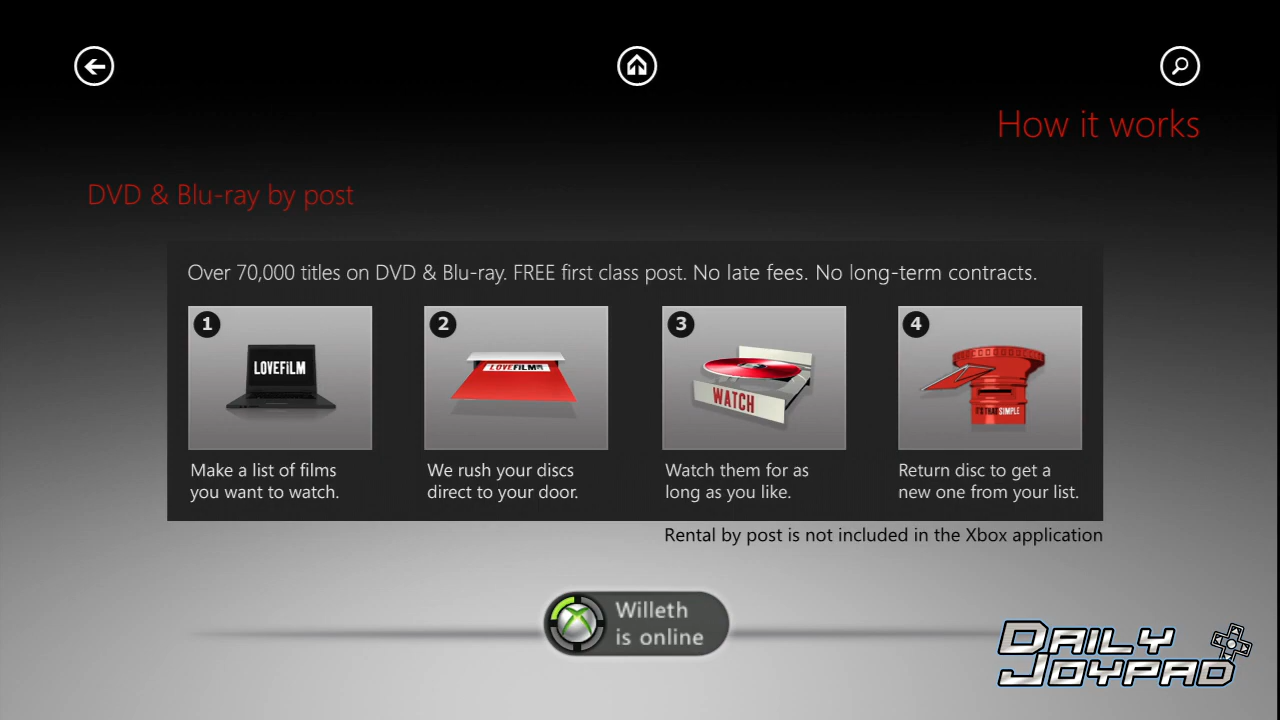 How it works
DVD & Blu-ray by post
Over 70,000 titles on DVD & Blu-ray. FREE first class post. No late fees. No long-term contracts.
1
LOVEFiLM
Make a list of films
you want to watch.
2
LOVEFiLM
We rush your discs
direct to your door.
3
WATCH
Watch them for as
long as you like.
4
IT'S THAT SIMPLE
Return disc to get a
new one from your list.
Rental by post is not included in the Xbox application
Willeth
is online
DAILY
JOYPAD